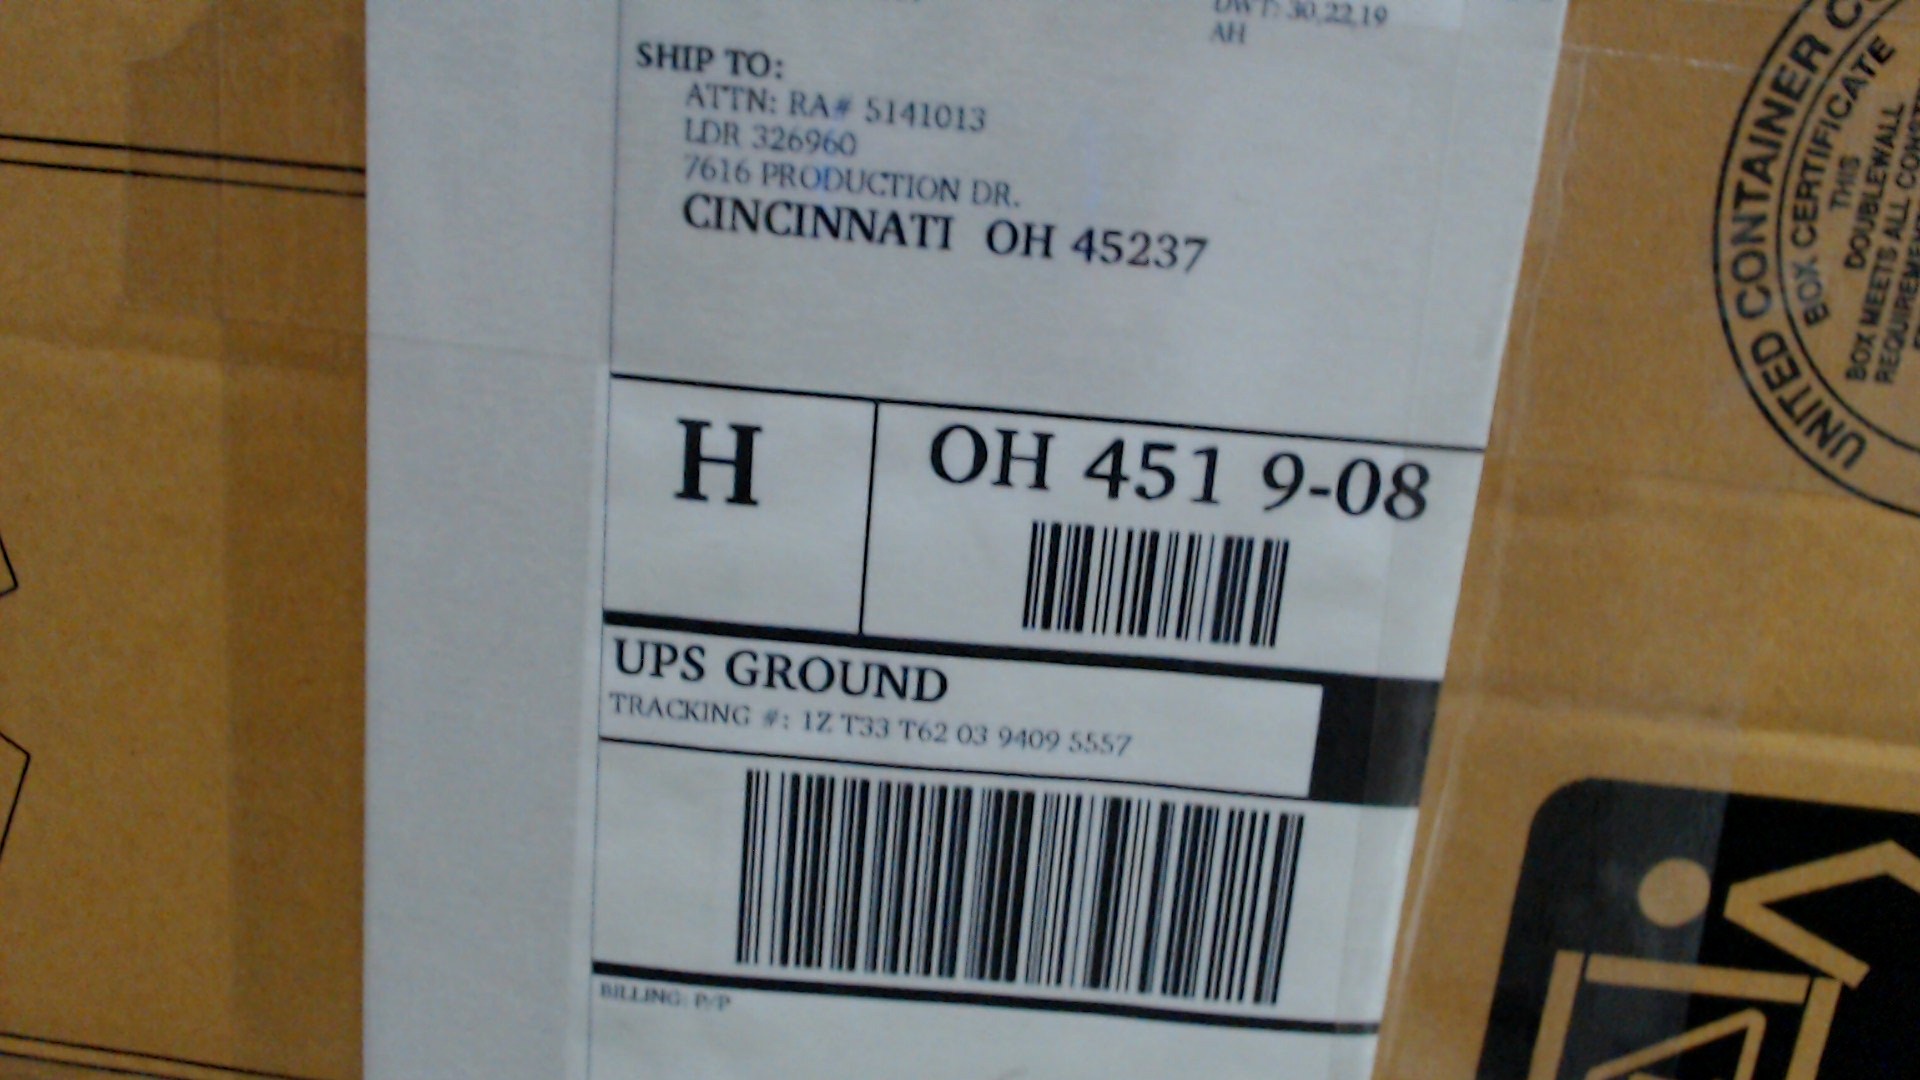 DWT: 30,22,19
AH
SHIP TO:
ATTN: RA# 5141013
LDR 326960
7616 PRODUCTION DR.
CINCINNATI OH 45237
H
OH 451 9-08
UPS GROUND
TRACKING #: 1Z T33 T62 03 9409 5557
BILLING: P/P
UNITED CONTAINER
BOX CERTIFICATE
THIS
DOUBLEWALL
BOX MEETS ALL